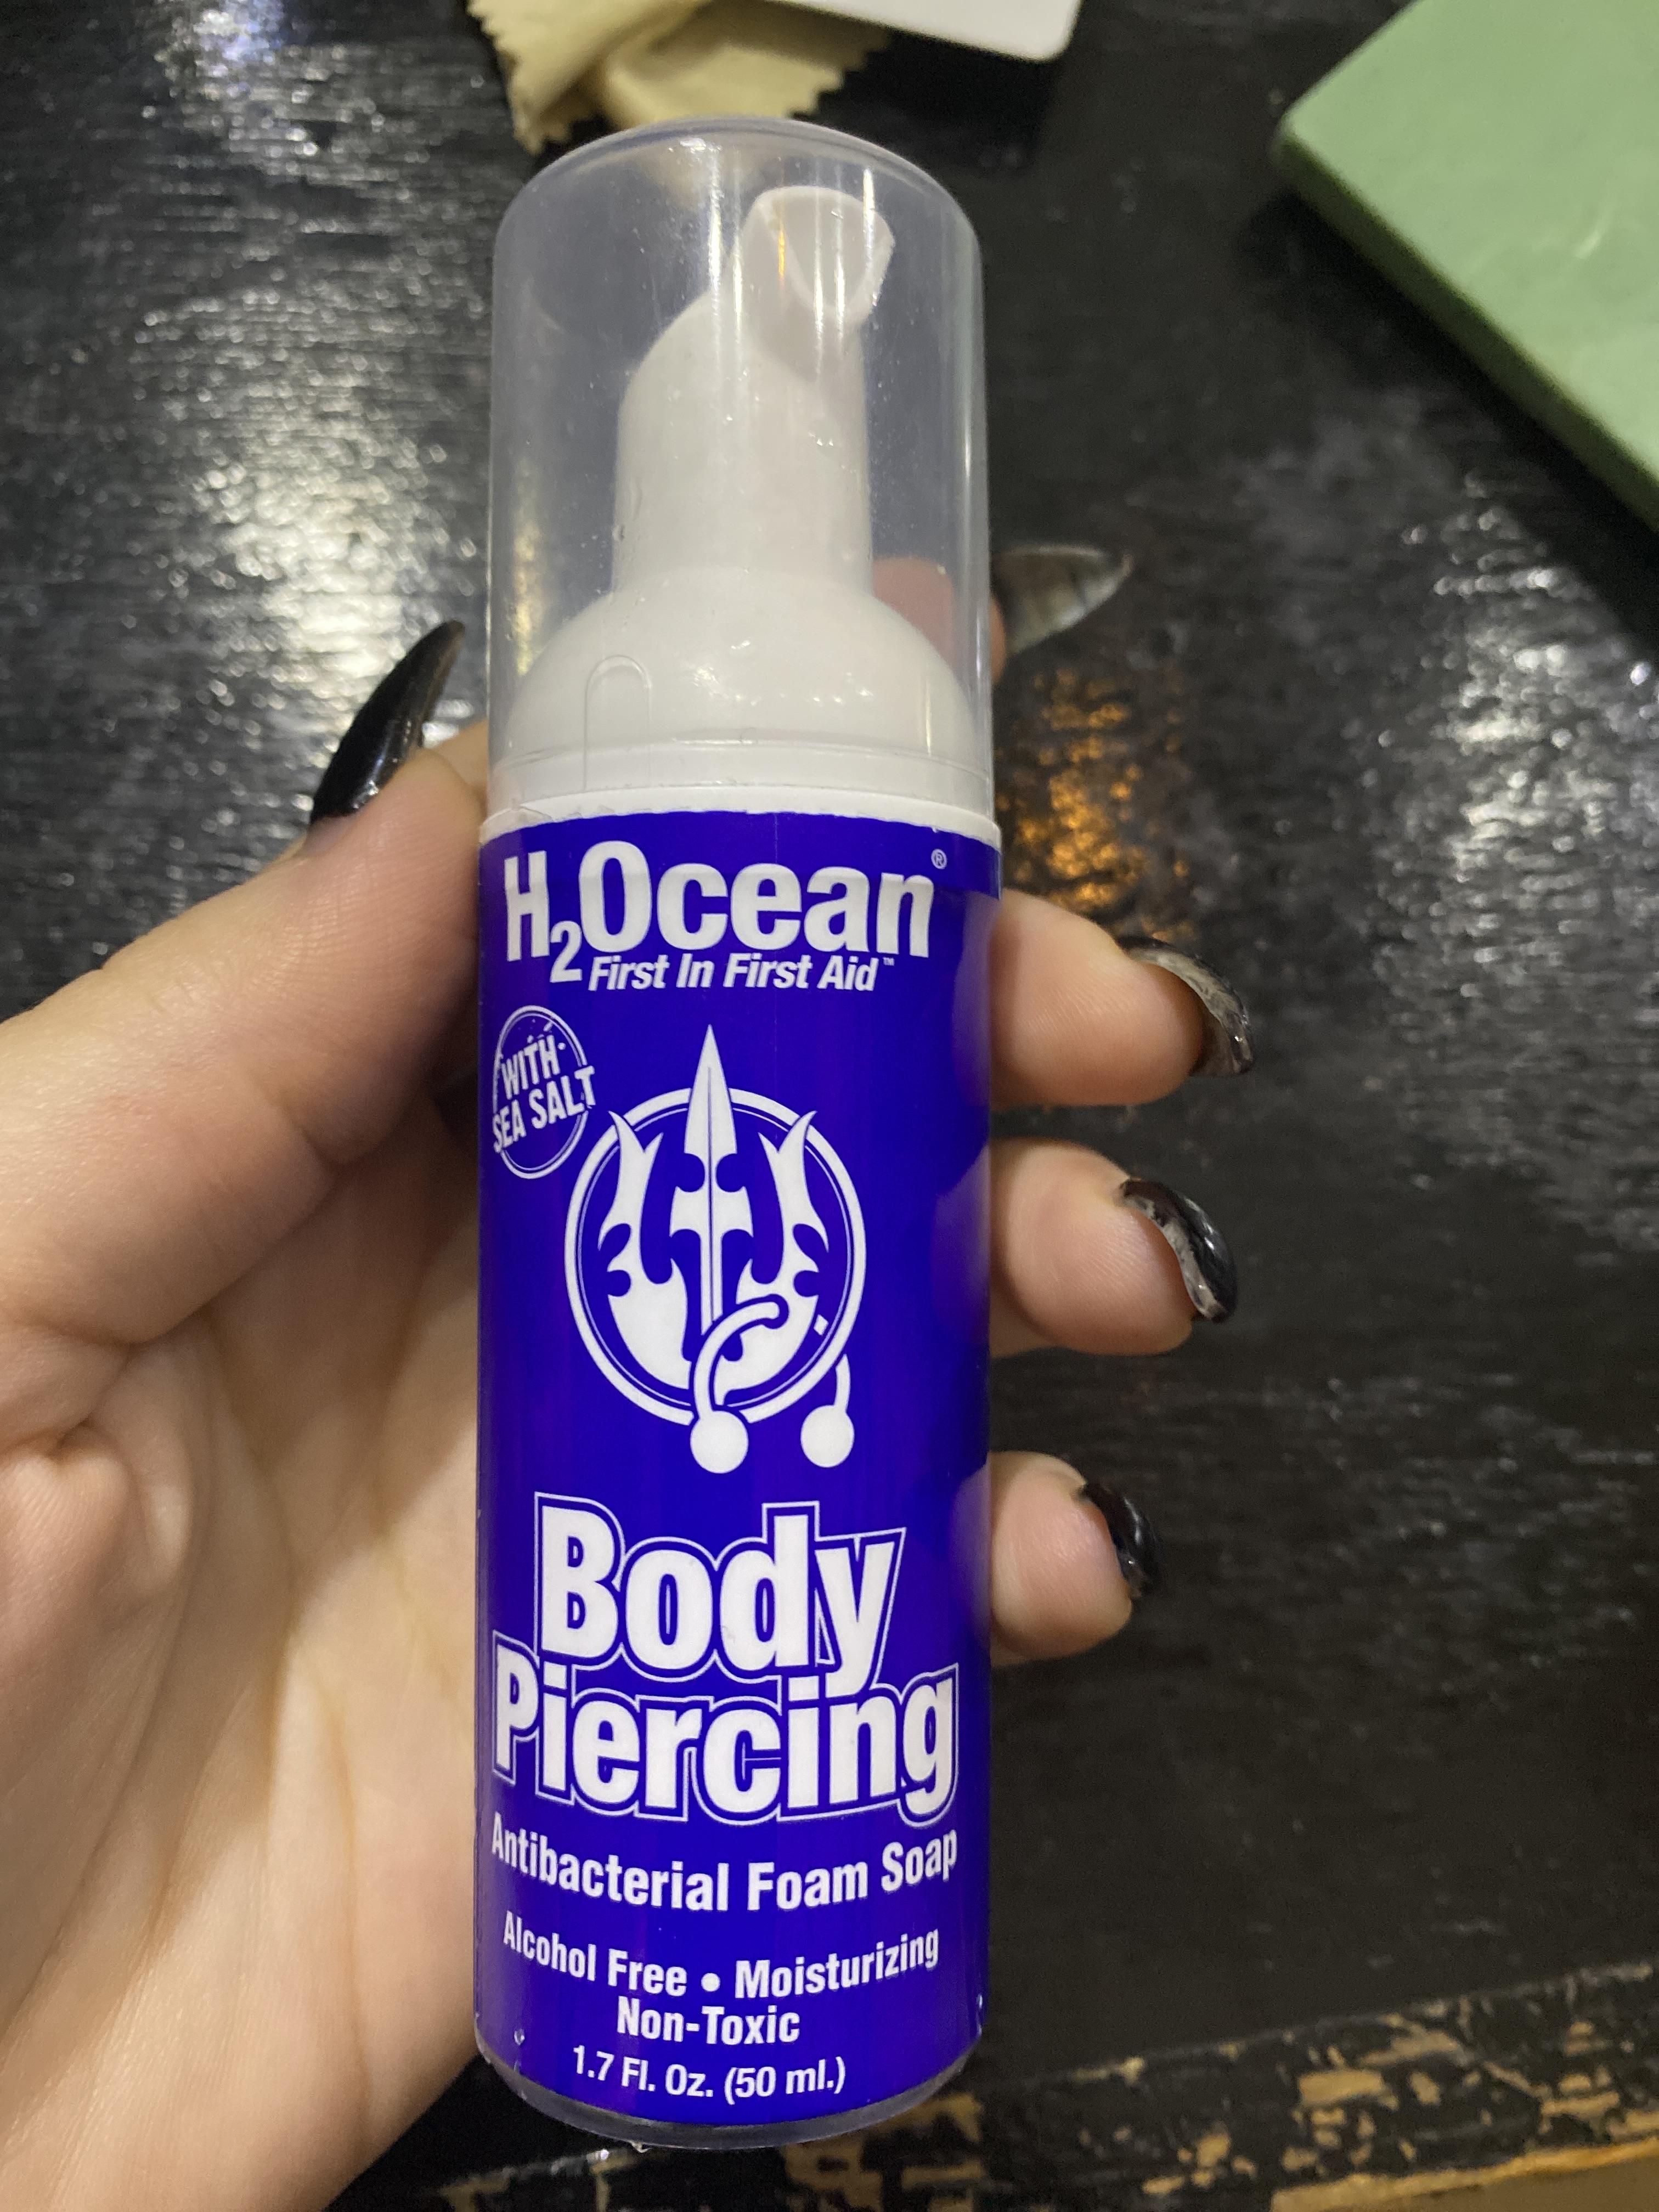 H2Ocean®
First In First Aid™
WITH
SEA SALT
Body
Piercing
Antibacterial Foam Soap
Alcohol Free • Moisturizing
Non-Toxic
1.7 Fl. Oz. (50 ml.)